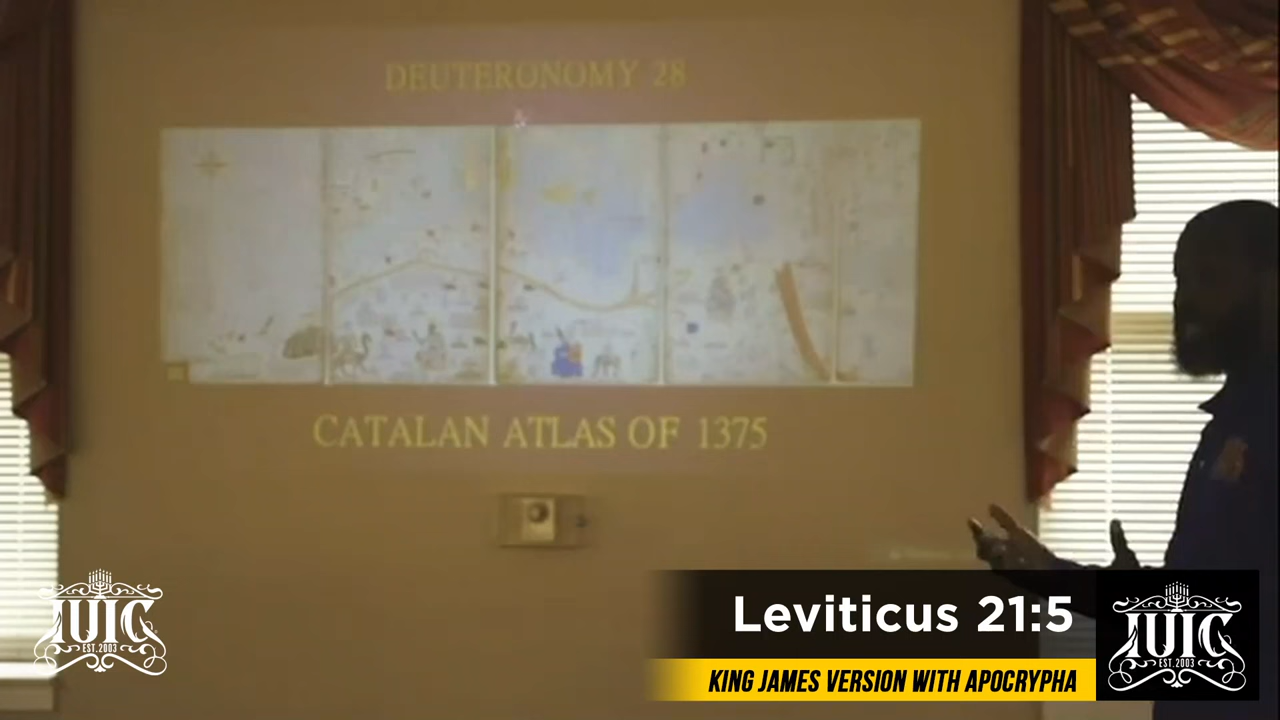 DEUTERONOMY 28
CATALAN ATLAS OF 1375
IUIC
EST. 2003
Leviticus 21:5
KING JAMES VERSION WITH APOCRYPHA
IUIC
EST. 2003